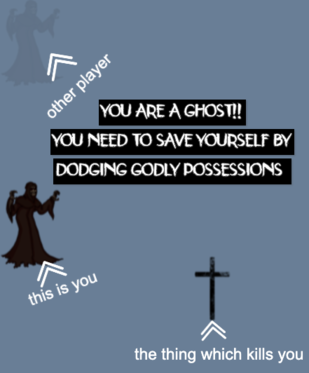 other player
YOU ARE A GHOST!!
YOU NEED TO SAVE YOURSELF BY
DODGING GODLY POSSESSIONS
this is you
the thing which kills you